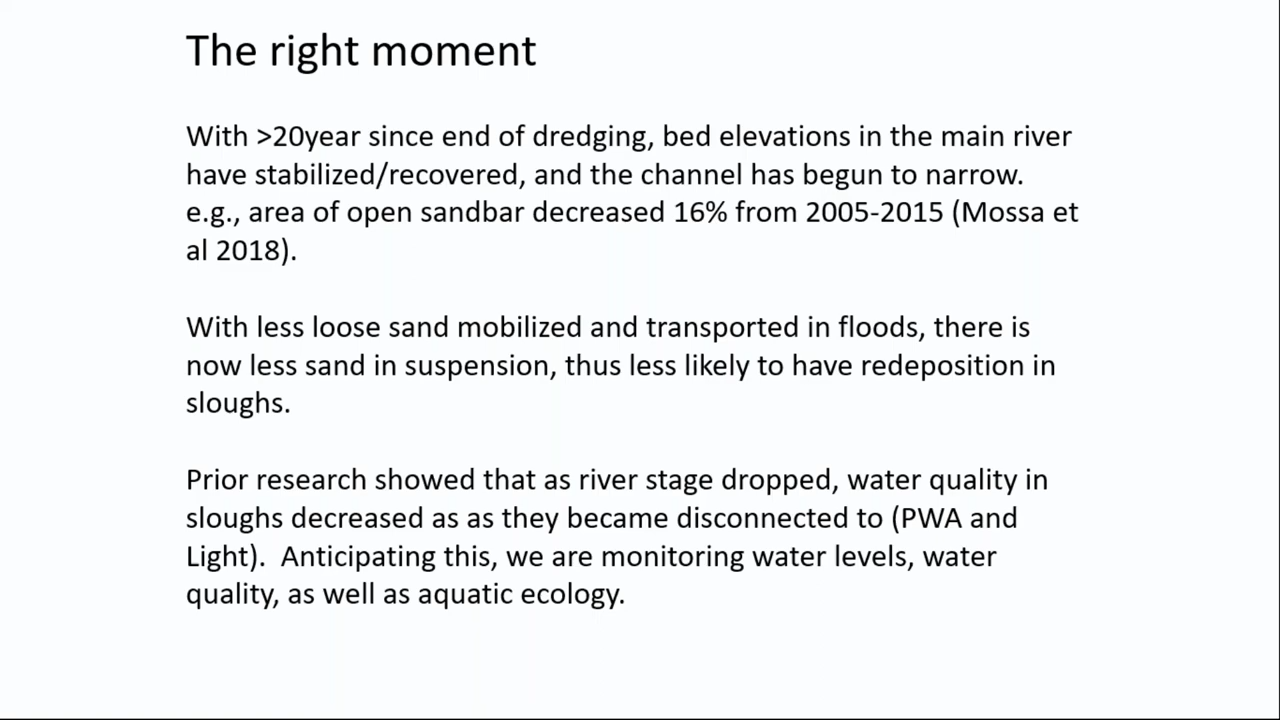 The right moment
With >20year since end of dredging, bed elevations in the main river
have stabilized/recovered, and the channel has begun to narrow.
e.g., area of open sandbar decreased 16% from 2005-2015 (Mossa et
al 2018).
With less loose sand mobilized and transported in floods, there is
now less sand in suspension, thus less likely to have redeposition in
sloughs.
Prior research showed that as river stage dropped, water quality in
sloughs decreased as as they became disconnected to (PWA and
Light).  Anticipating this, we are monitoring water levels, water
quality, as well as aquatic ecology.